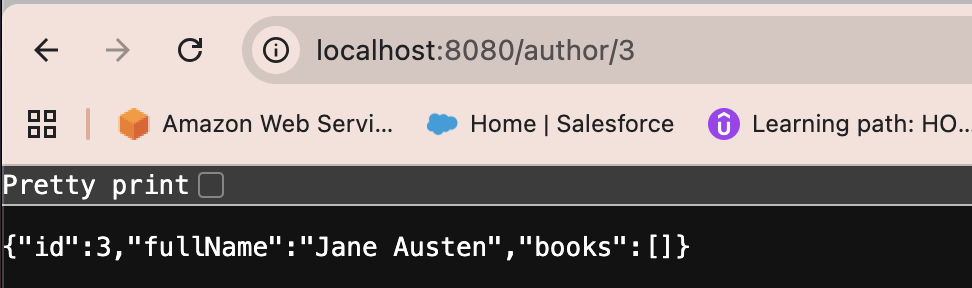 localhost:8080/author/3
Amazon Web Servi... Home | Salesforce Learning path: HO...
Pretty print
{"id":3,"fullName":"Jane Austen","books":[]}